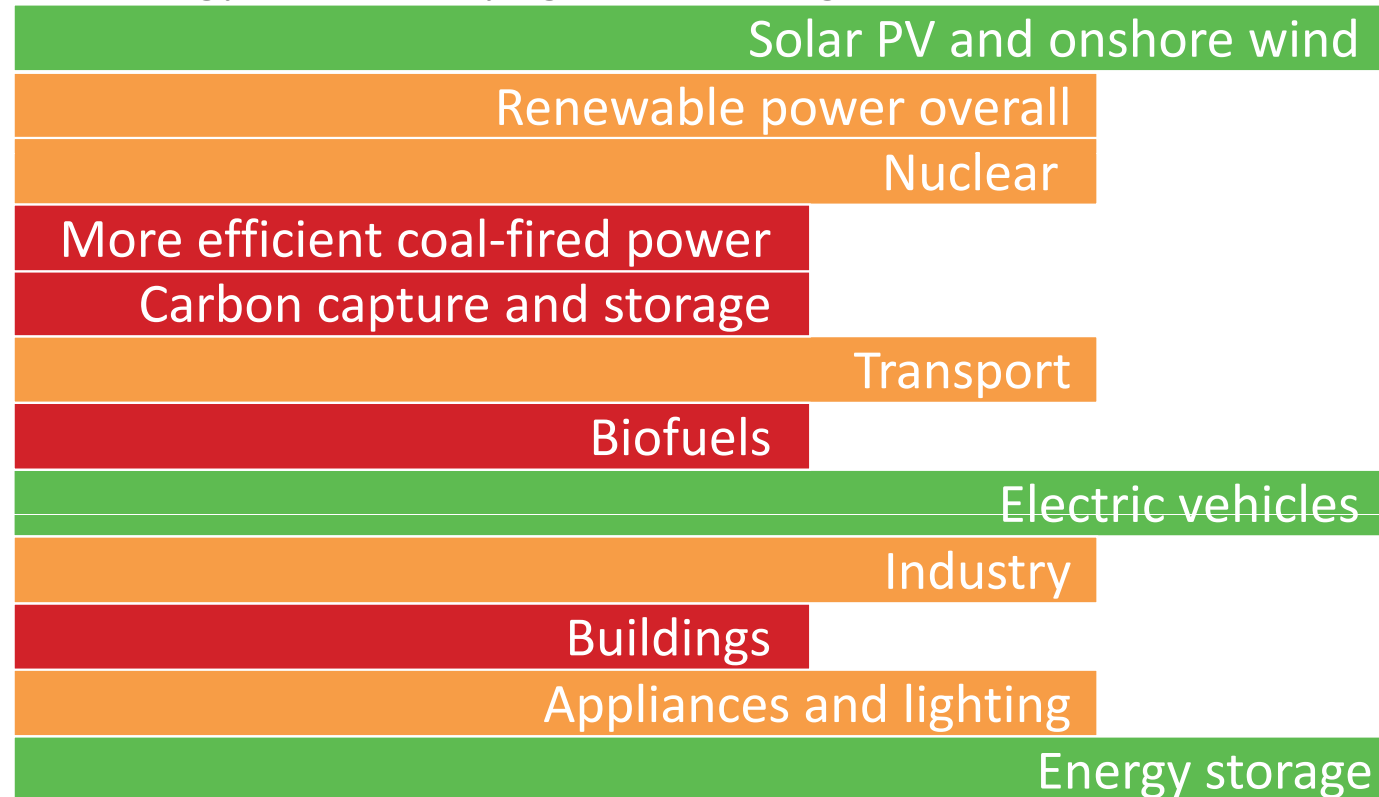 Solar PV and onshore wind
Renewable power overall
Nuclear
More efficient coal-fired power
Carbon capture and storage
Transport
Biofuels
Electric vehicles
Industry
Buildings
Appliances and lighting
Energy storage